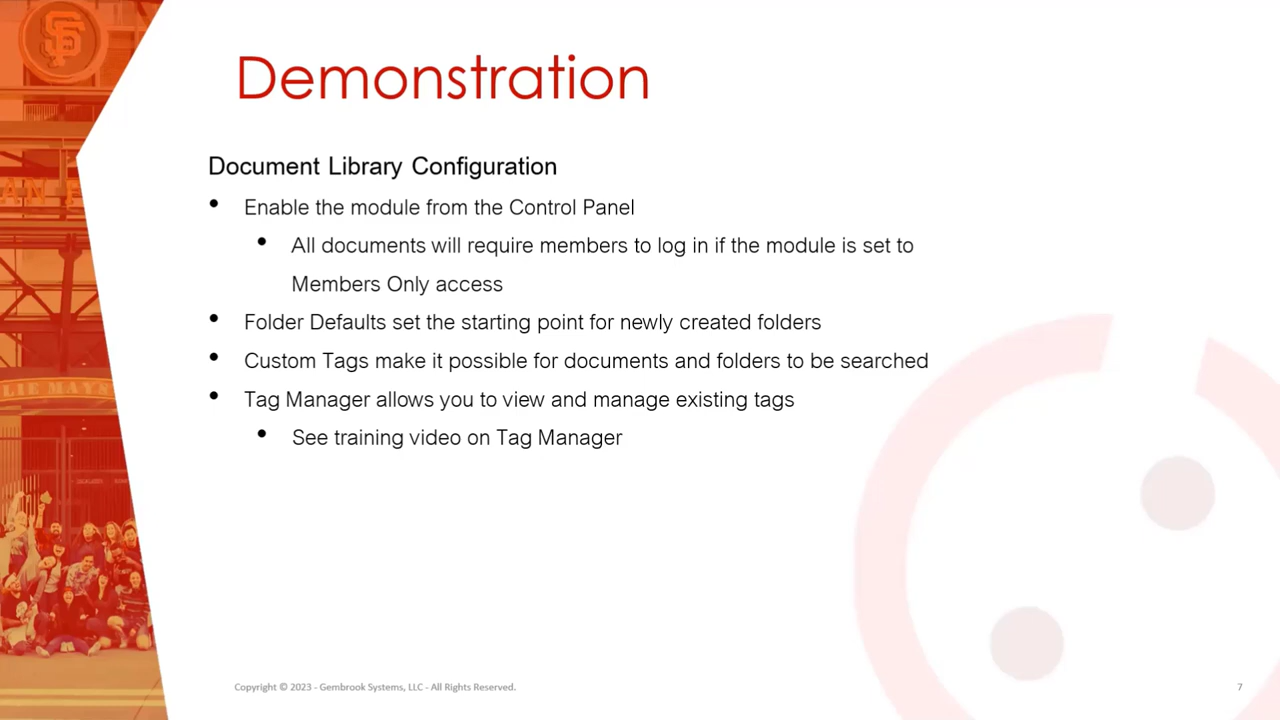 SF
Demonstration
Document Library Configuration
• Enable the module from the Control Panel
• All documents will require members to log in if the module is set to
Members Only access
• Folder Defaults set the starting point for newly created folders
• Custom Tags make it possible for documents and folders to be searched
• Tag Manager allows you to view and manage existing tags
• See training video on Tag Manager
LIE MAYS
Copyright © 2023 - Gembrook Systems, LLC - All Rights Reserved.
7